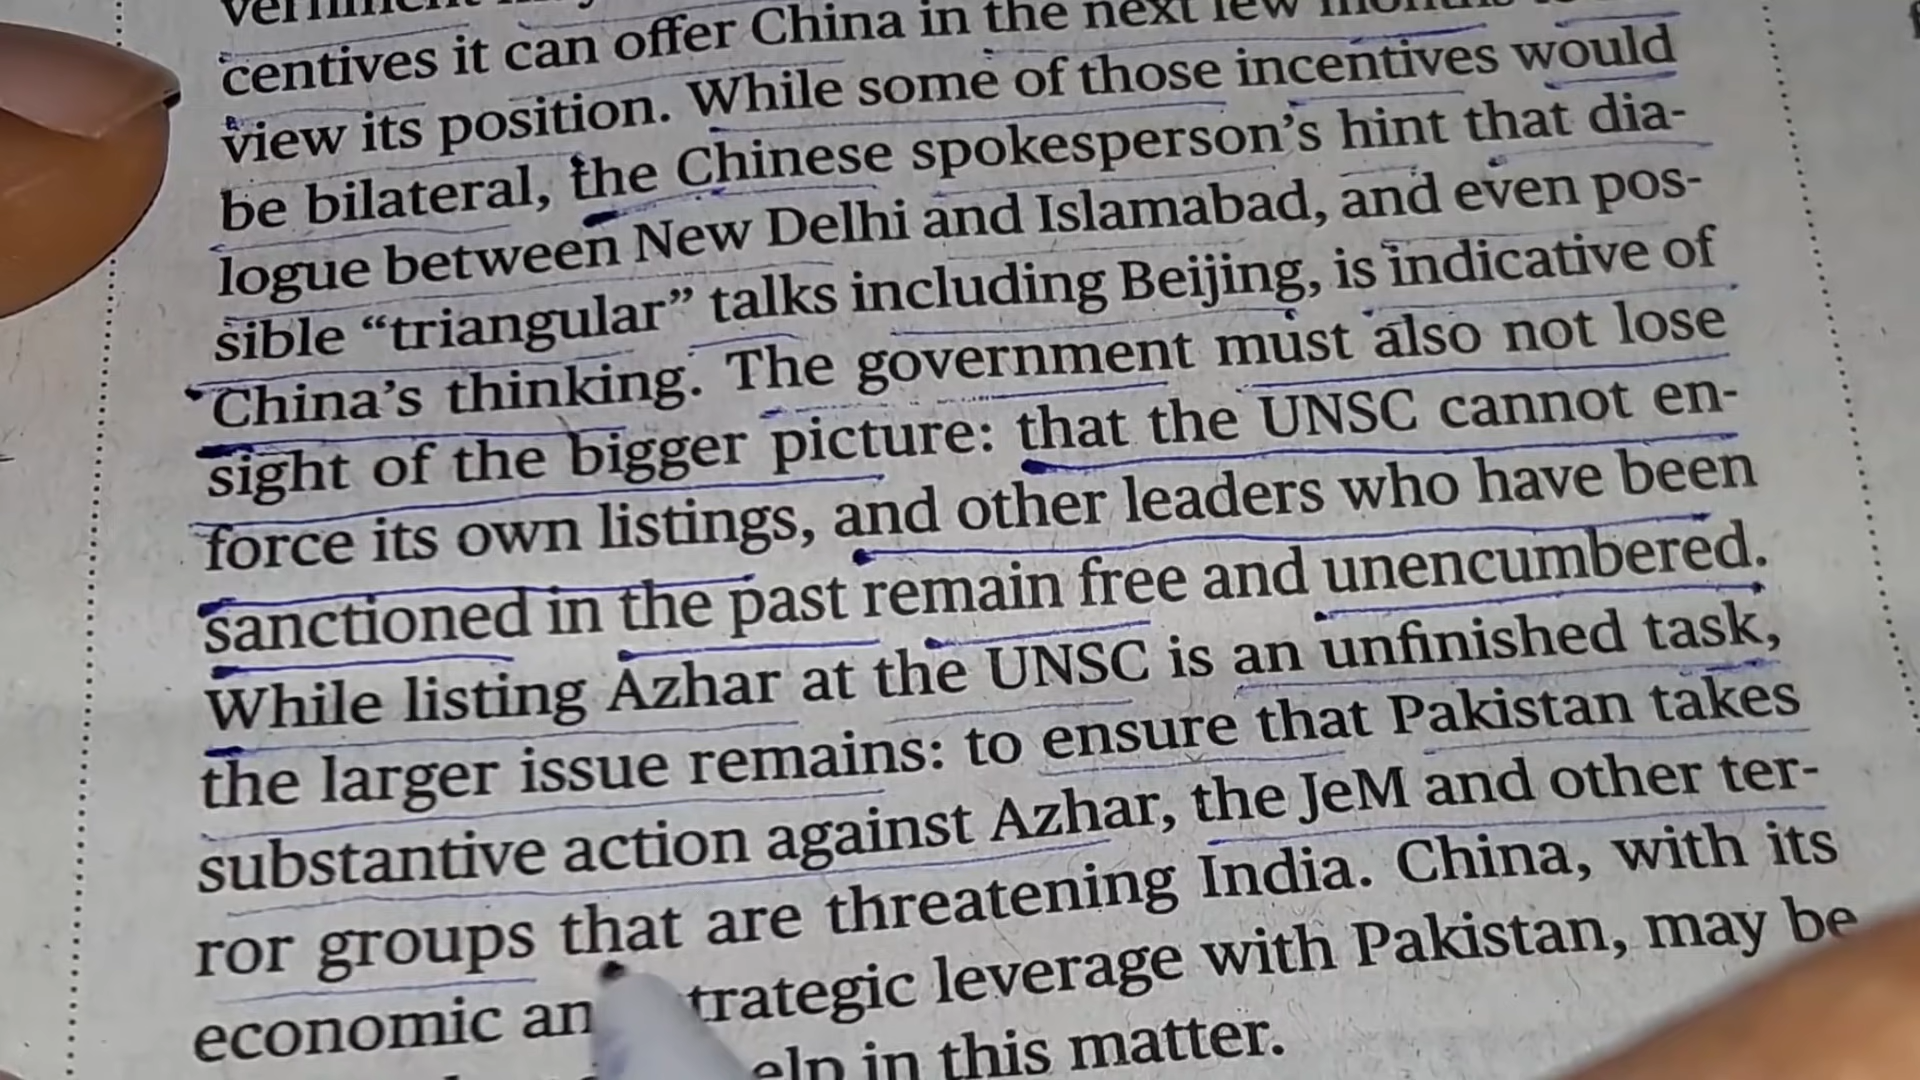 centives it can offer China in the next few months
view its position. While some of those incentives would
be bilateral, the Chinese spokesperson's hint that dia-
logue between New Delhi and Islamabad, and even pos-
sible “triangular” talks including Beijing, is indicative of
China's thinking. The government must also not lose
sight of the bigger picture: that the UNSC cannot en-
force its own listings, and other leaders who have been
sanctioned in the past remain free and unencumbered.
While listing Azhar at the UNSC is an unfinished task,
the larger issue remains: to ensure that Pakistan takes
substantive action against Azhar, the JeM and other ter-
ror groups that are threatening India. China, with its
economic an trategic leverage with Pakistan, may be
elp in this matter.